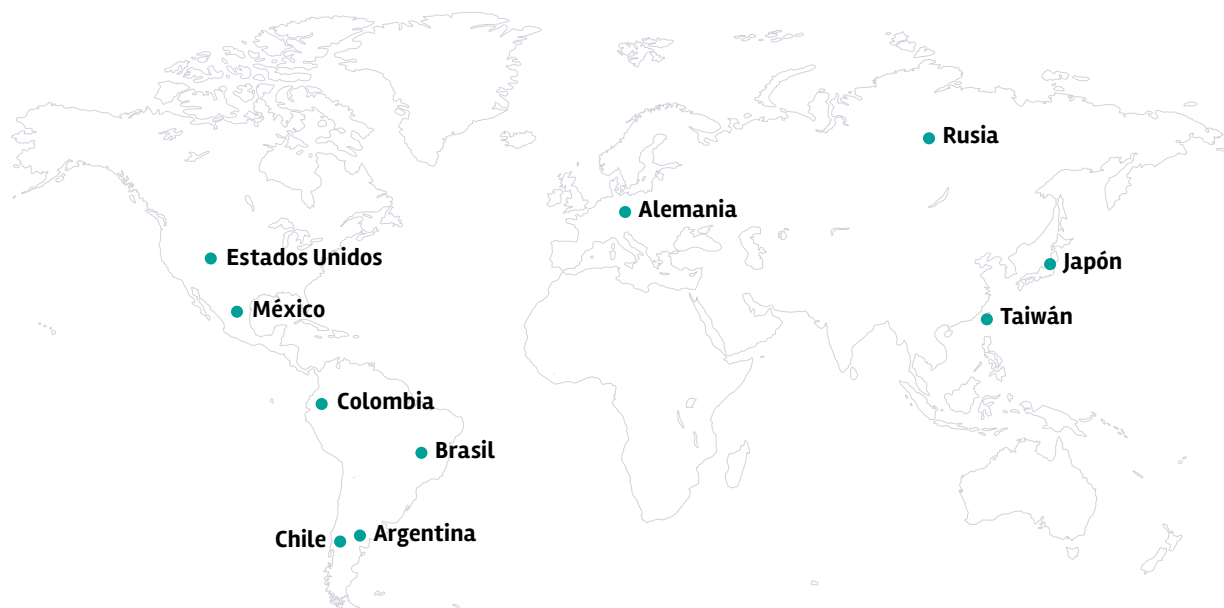 Rusia
Alemania
Estados Unidos
Japón
México
Taiwán
Colombia
Brasil
Chile
Argentina